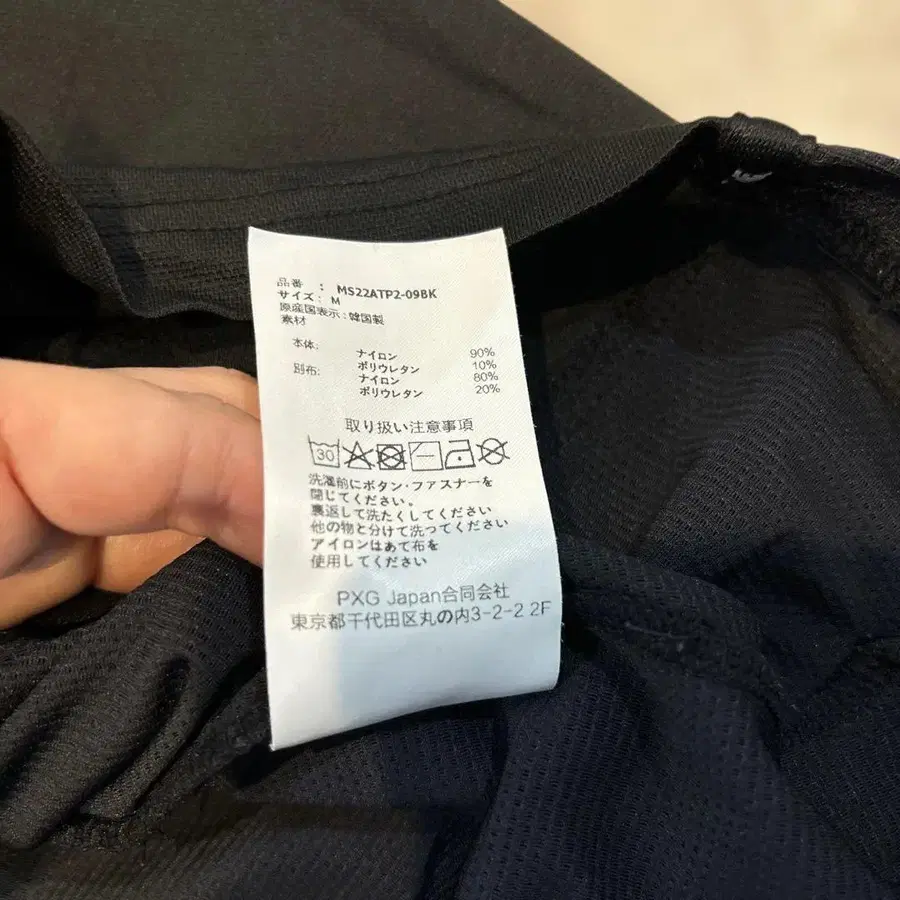 品番 : MS22ATP2-09BK
サイズ: M
原産国表示:韓国製
素材
本体: ナイロン 90%
ポリウレタン 10%
別布: ナイロン 80%
ポリウレタン 20%
取り扱い注意事項
30
洗濯前にボタン・ファスナーを
閉じてください。
裏返して洗たくしてください
他の物と分けて洗ってください
アイロンはあて布を
使用してください
PXG Japan合同会社
東京都千代田区丸の内3-2-2 2F